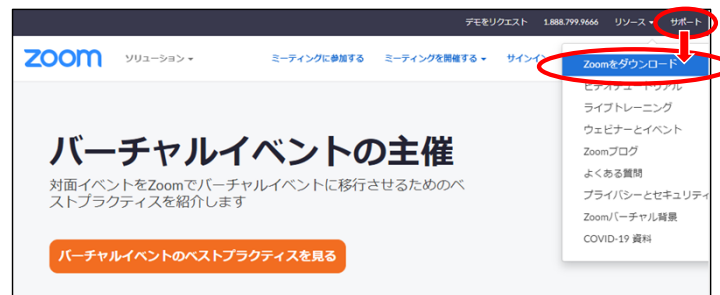 デモをリクエスト 1.888.799.9666 リソース サポート
zoom ソリューション ミーティングに参加する ミーティングを開催する サインイン
Zoomをダウンロード
ビデオチュートリアル
ライブトレーニング
ウェビナーとイベント
Zoomブログ
よくある質問
プライバシーとセキュリティ
Zoomバーチャル背景
COVID-19 資料
バーチャルイベントの主催
対面イベントをZoomでバーチャルイベントに移行させるためのベ
ストプラクティスを紹介します
バーチャルイベントのベストプラクティスを見る